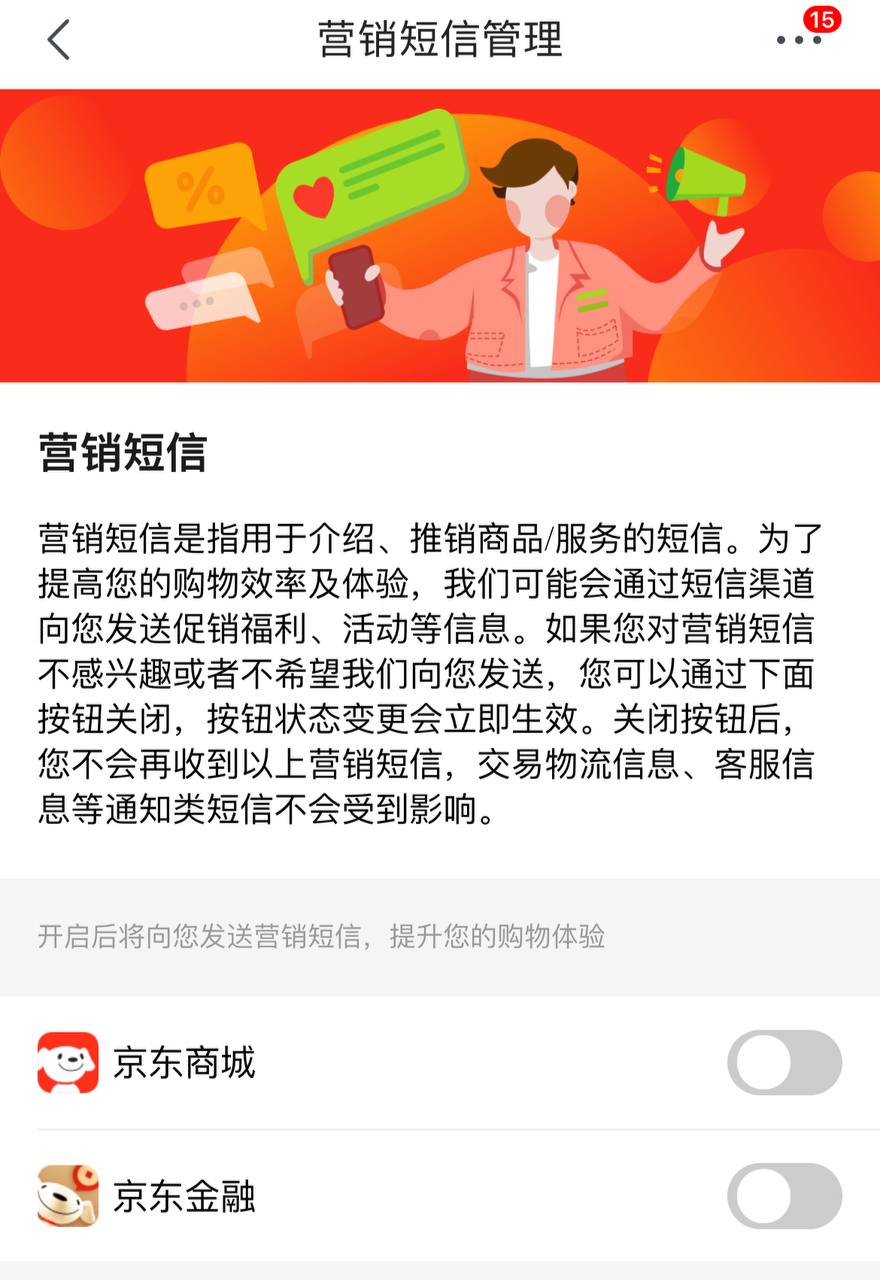 营销短信管理
15
%
营销短信
营销短信是指用于介绍、推销商品/服务的短信。为了
提高您的购物效率及体验，我们可能会通过短信渠道
向您发送促销福利、活动等信息。如果您对营销短信
不感兴趣或者不希望我们向您发送，您可以通过下面
按钮关闭，按钮状态变更会立即生效。关闭按钮后，
您不会再收到以上营销短信，交易物流信息、客服信
息等通知类短信不会受到影响。
开启后将向您发送营销短信，提升您的购物体验
京东商城
京东金融